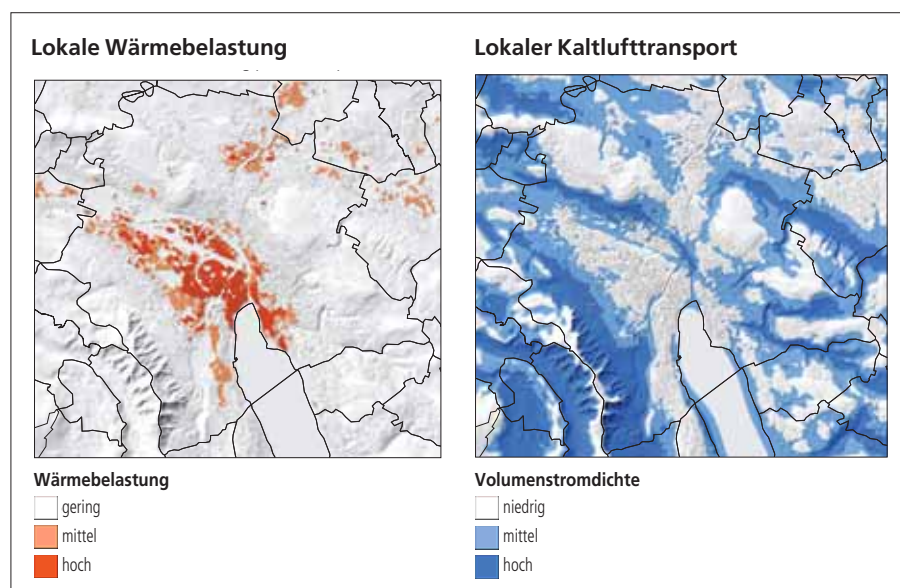 Lokale Wärmebelastung
Lokaler Kaltlufttransport
Wärmebelastung
gering
mittel
hoch
Volumenstromdichte
niedrig
mittel
hoch